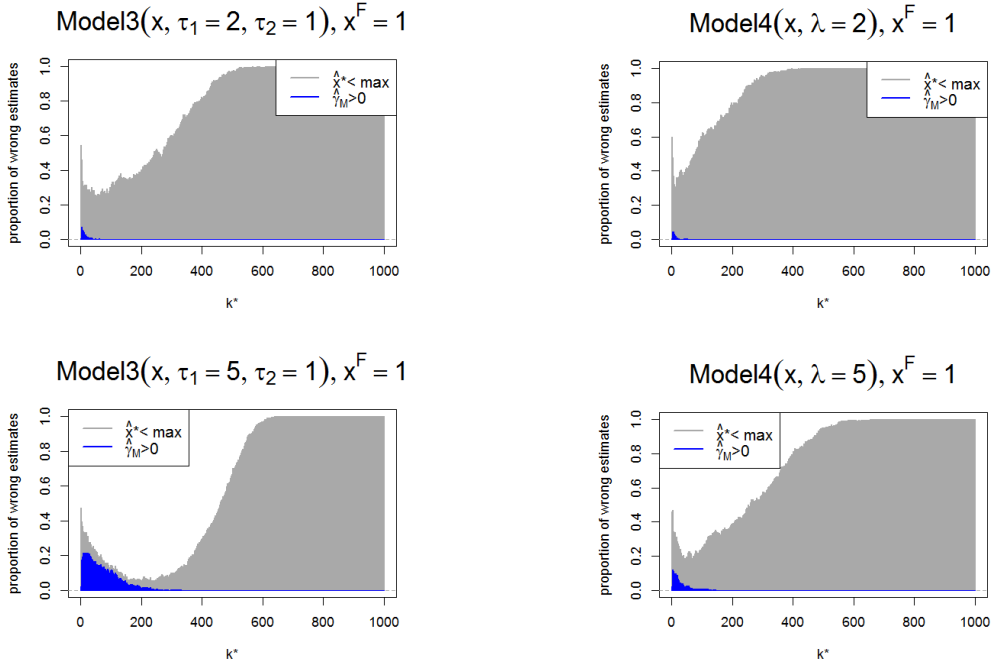 Model3(x, τ₁ = 2, τ₂ = 1), xᶠ = 1
proportion of wrong estimates
1.0
0.8
0.6
0.4
0.2
0.0
x̂*< max
γ̂_M>0
0 200 400 600 800 1000
k*
Model4(x, λ = 2), xᶠ = 1
proportion of wrong estimates
1.0
0.8
0.6
0.4
0.2
0.0
x̂*< max
γ̂_M>0
0 200 400 600 800 1000
k*
Model3(x, τ₁ = 5, τ₂ = 1), xᶠ = 1
proportion of wrong estimates
1.0
0.8
0.6
0.4
0.2
0.0
x̂*< max
γ̂_M>0
0 200 400 600 800 1000
k*
Model4(x, λ = 5), xᶠ = 1
proportion of wrong estimates
1.0
0.8
0.6
0.4
0.2
0.0
x̂*< max
γ̂_M>0
0 200 400 600 800 1000
k*